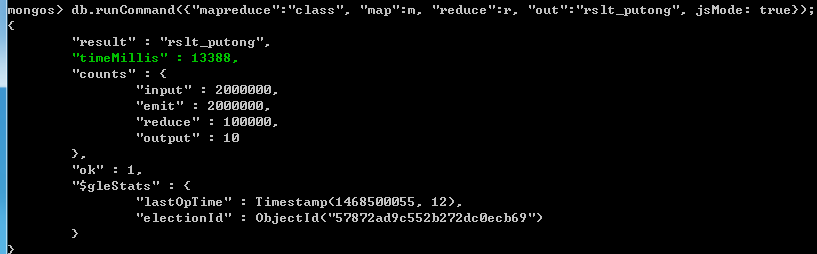 mongos> db.runCommand({"mapreduce":"class", "map":m, "reduce":r, "out":"rslt_putong", jsMode: true});
{
        "result" : "rslt_putong",
        "timeMillis" : 13388,
        "counts" : {
                "input" : 2000000,
                "emit" : 2000000,
                "reduce" : 100000,
                "output" : 10
        },
        "ok" : 1,
        "$gleStats" : {
                "lastOpTime" : Timestamp(1468500055, 12),
                "electionId" : ObjectId("57872ad9c552b272dc0ecb69")
        }
}